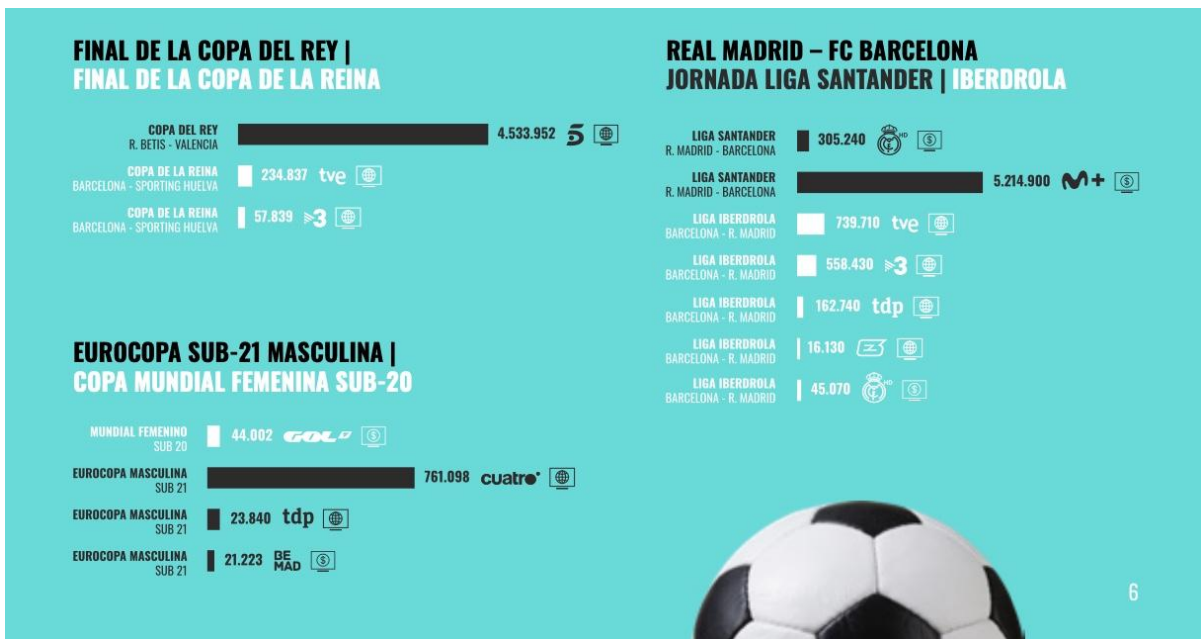 FINAL DE LA COPA DEL REY |
FINAL DE LA COPA DE LA REINA
COPA DEL REY
R. BETIS - VALENCIA
4.533.952 5
COPA DE LA REINA
BARCELONA - SPORTING HUELVA
234.837 tve
COPA DE LA REINA
BARCELONA - SPORTING HUELVA
57.839 3
EUROCOPA SUB-21 MASCULINA |
COPA MUNDIAL FEMENINA SUB-20
MUNDIAL FEMENINO
SUB 20
44.002 GOL
EUROCOPA MASCULINA
SUB 21
761.098 cuatro
EUROCOPA MASCULINA
SUB 21
23.840 tdp
EUROCOPA MASCULINA
SUB 21
21.223 BE
MAD
REAL MADRID – FC BARCELONA
JORNADA LIGA SANTANDER | IBERDROLA
LIGA SANTANDER
R. MADRID - BARCELONA
305.240 HD
LIGA SANTANDER
R. MADRID - BARCELONA
5.214.900 M+
LIGA IBERDROLA
BARCELONA - R. MADRID
739.710 tve
LIGA IBERDROLA
BARCELONA - R. MADRID
558.430 3
LIGA IBERDROLA
BARCELONA - R. MADRID
162.740 tdp
LIGA IBERDROLA
BARCELONA - R. MADRID
16.130
LIGA IBERDROLA
BARCELONA - R. MADRID
45.070 HD
6